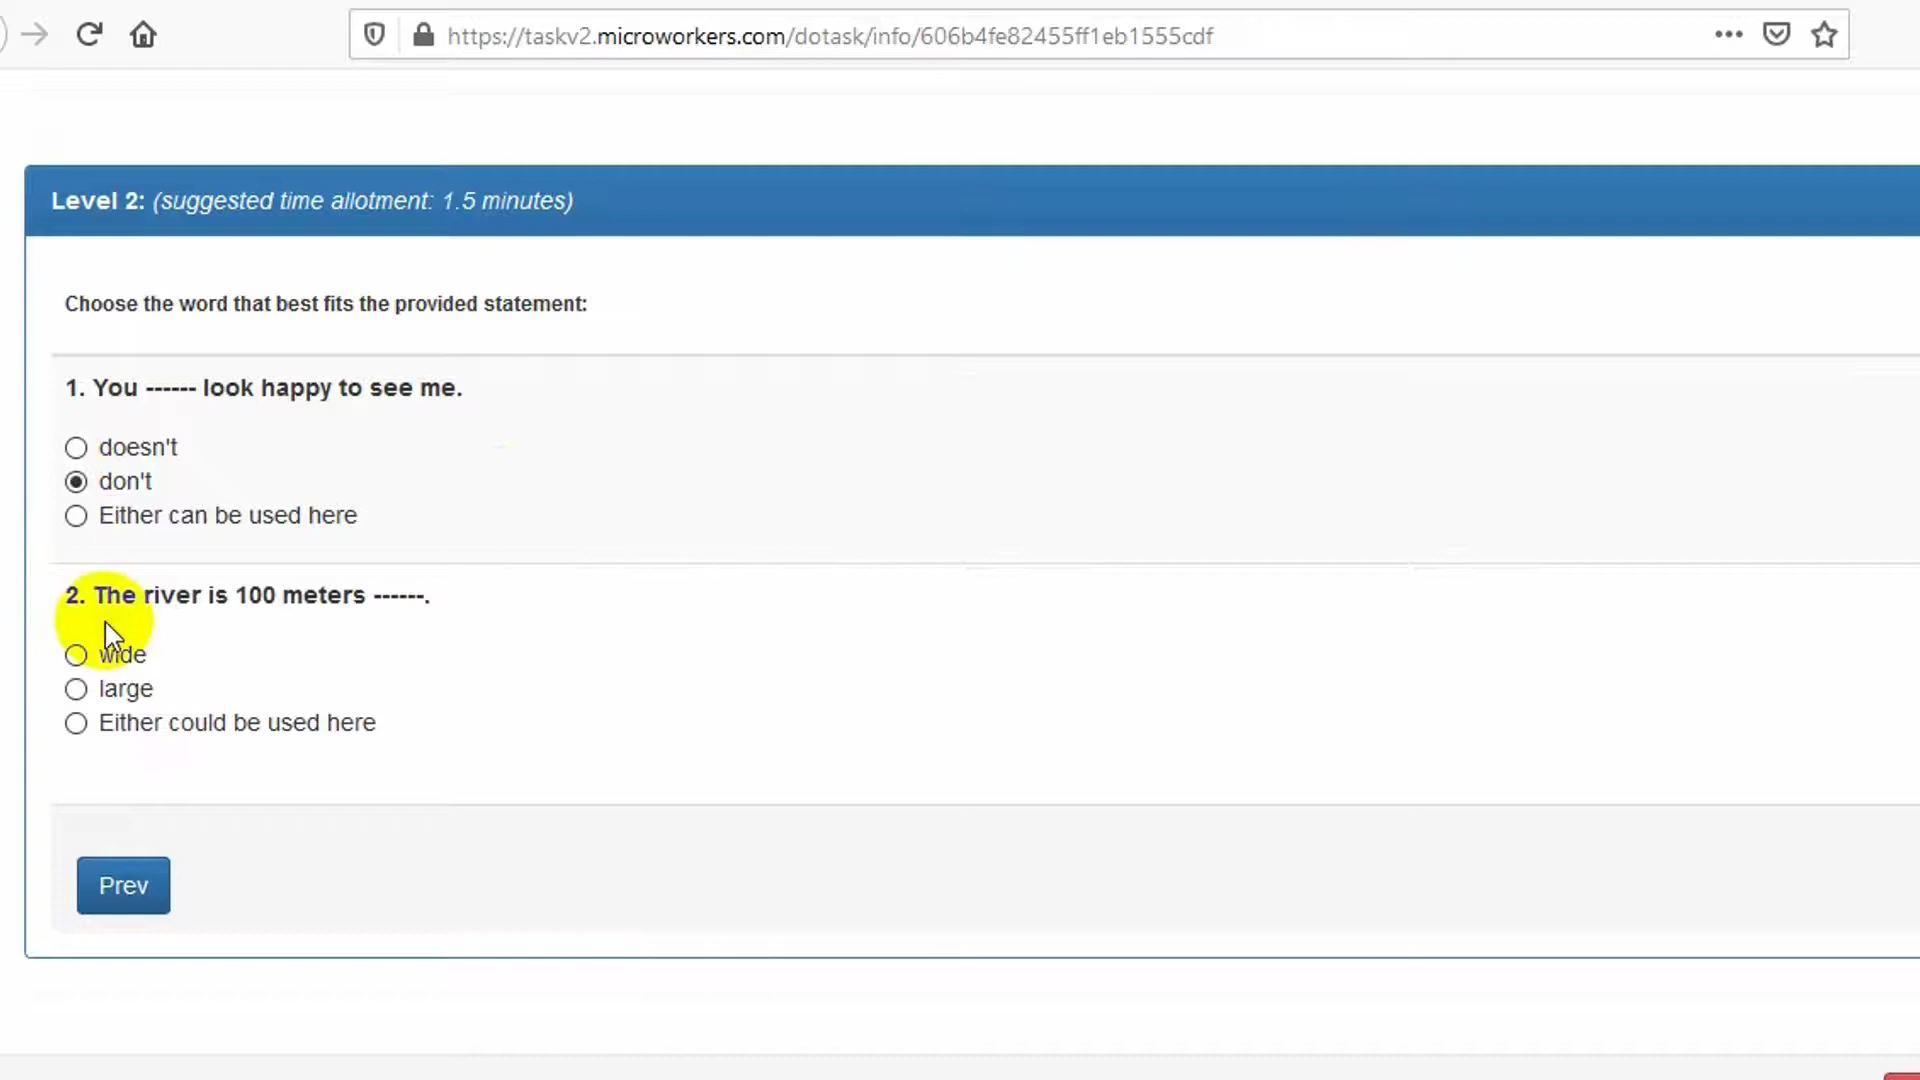 https://taskv2.microworkers.com/dotask/info/606b4fe82455ff1eb1555cdf
Level 2: (suggested time allotment: 1.5 minutes)
Choose the word that best fits the provided statement:
1. You ------ look happy to see me.
doesn't
don't
Either can be used here
2. The river is 100 meters ------.
wide
large
Either could be used here
Prev